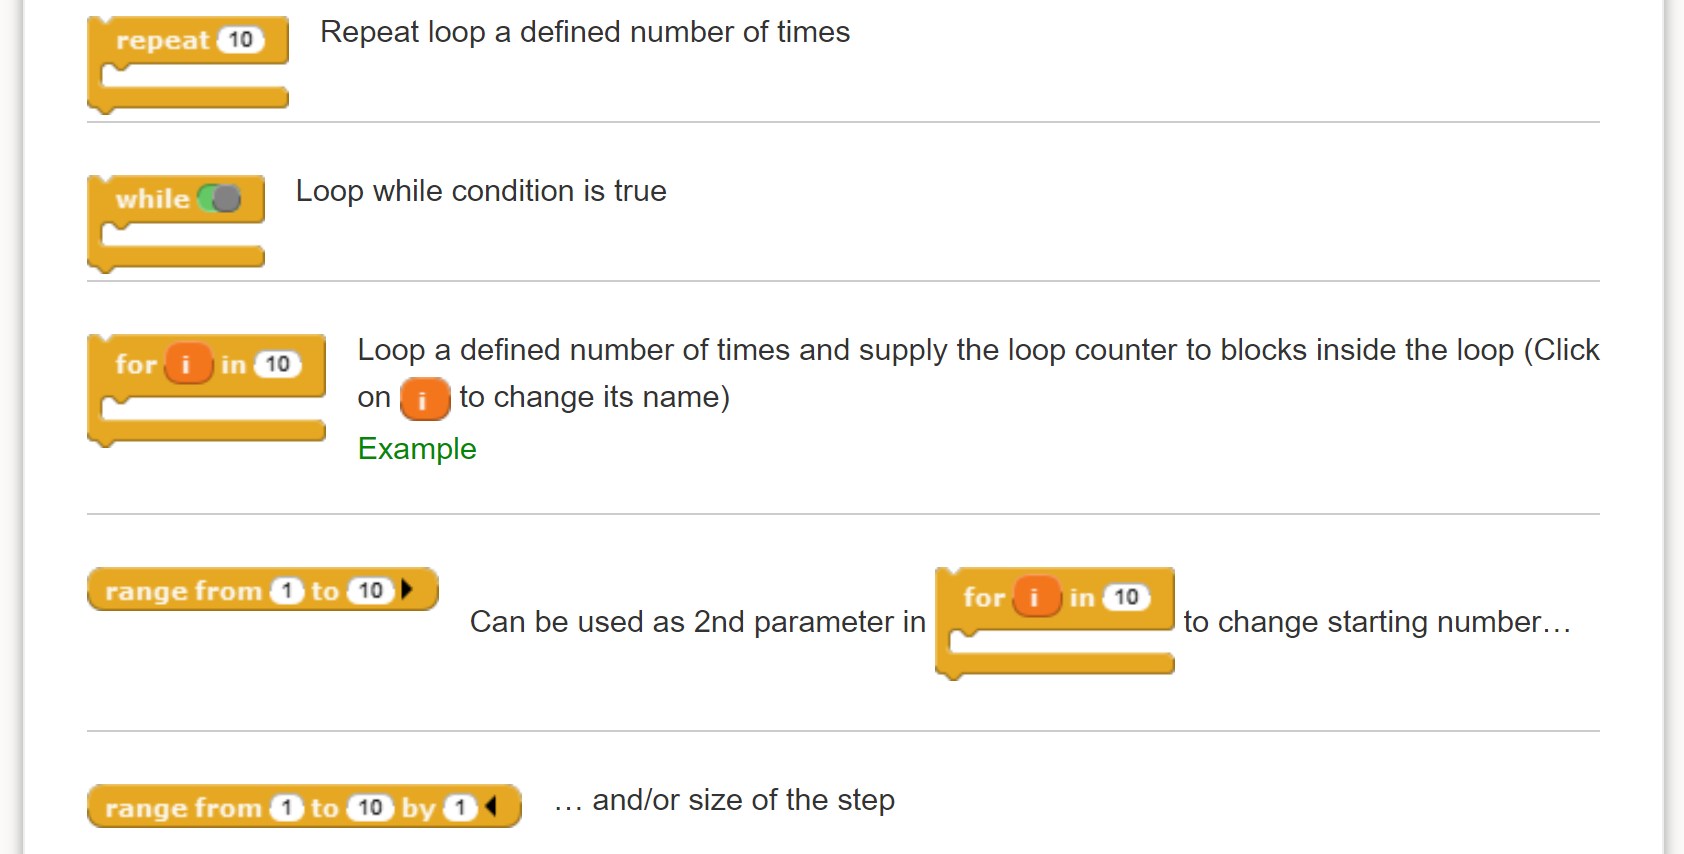 repeat 10
Repeat loop a defined number of times
while
Loop while condition is true
for i in 10
Loop a defined number of times and supply the loop counter to blocks inside the loop (Click
on i to change its name)
Example
range from 1 to 10
Can be used as 2nd parameter in for i in 10 to change starting number…
range from 1 to 10 by 1
… and/or size of the step